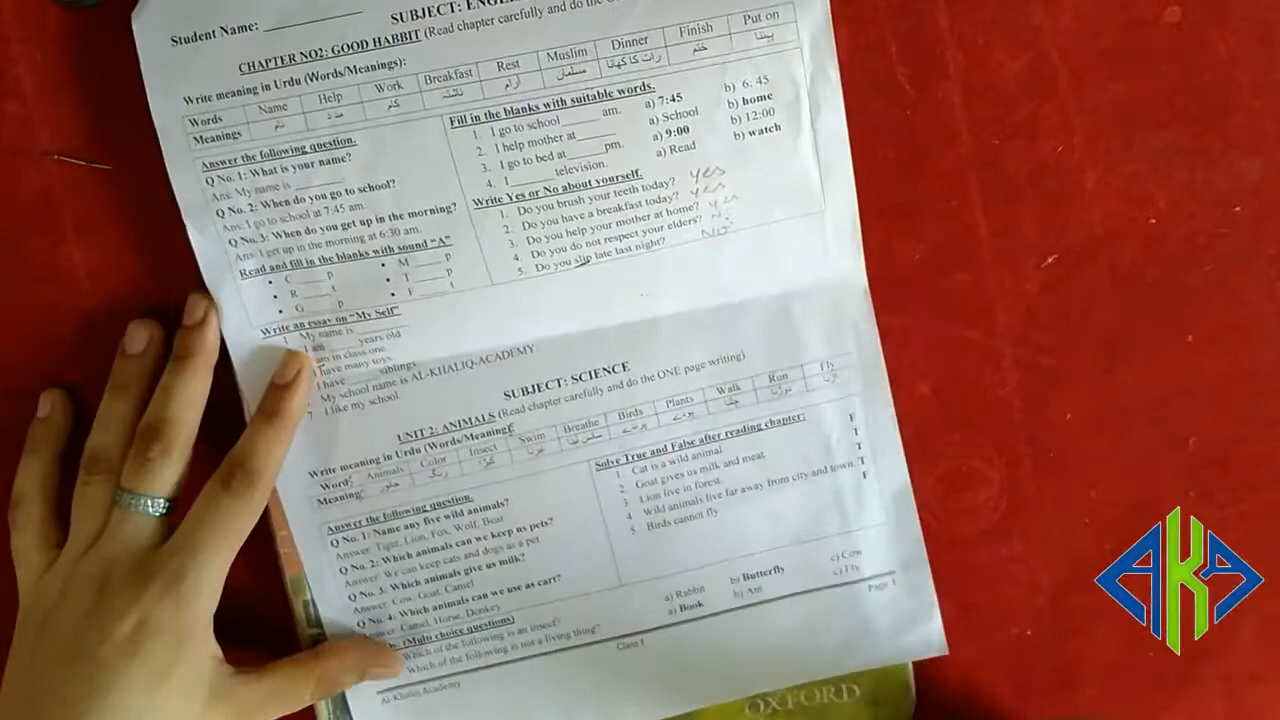 Student Name:
SUBJECT: ENGL
CHAPTER NO2: GOOD HABBIT (Read chapter carefully and do the
Write meaning in Urdu (Words/Meanings):
Words Name Help Work Breakfast Rest Muslim Dinner Finish Put on
Meanings نام مدد کام ناشتہ آرام مسلمان رات کا کھانا ختم پہننا
Answer the following question.
Q No. 1: What is your name?
Ans: My name is ______
Q No. 2: When do you go to school?
Ans: I go to school at 7:45 am.
Q No.3: When do you get up in the morning?
Ans: I get up in the morning at 6:30 am.
Read and fill in the blanks with sound "A"
C____p M____p
R____t T____p
G____p F____t
Fill in the blanks with suitable words.
1. I go to school ______ am. a) 7:45 b) 6:45
2. I help mother at______ a) School b) home
3. I go to bed at______pm. a) 9:00 b) 12:00
4. I______ television. a) Read b) watch
Write Yes or No about yourself.
1. Do you brush your teeth today? yes
2. Do you have a breakfast today? yes
3. Do you help your mother at home? yes
4. Do you do not respect your elders? No
5. Do you slip late last night? No
Write an essay on "My Self"
1. My name is ______
I am ____ years old
am in class one.
have many toys.
I have ____ siblings
My school name is AL-KHALIQ-ACADEMY
7. I like my school
SUBJECT: SCIENCE
UNIT 2: ANIMALS (Read chapter carefully and do the ONE page writing)
Write meaning in Urdu (Words/Meaning
Words Animals Color Insect Swim Breathe Birds Plants Walk Run Fly
Meaning جانور رنگ کیڑا تیرنا سانس لینا پرندے پودے چلنا دوڑنا اڑنا
Answer the following question.
Q No. 1: Name any five wild animals?
Answer: Tiger, Lion, Fox, Wolf, Bear
Q No. 2: Which animals can we keep us pets?
Answer: We can keep cats and dogs as a pet
Q No. 3: Which animals give us milk?
Answer: Cow, Goat, Camel
Q No. 4: Which animals can we use as cart?
Camel, Horse, Donkey
Solve True and False after reading chapter:
1. Cat is a wild animal F
2. Goat gives us milk and meat T
3. Lion live in forest. T
4. Wild animals live far away from city and town. T
5. Birds cannot fly F
(Multi choice questions)
Which of the following is an insect? a) Rabbit b) Butterfly c) Cow
Which of the following is not a living thing? a) Book b) Ant c) Fly
Al-Khaliq Academy Class 1 Page 1
OXFORD
AKA